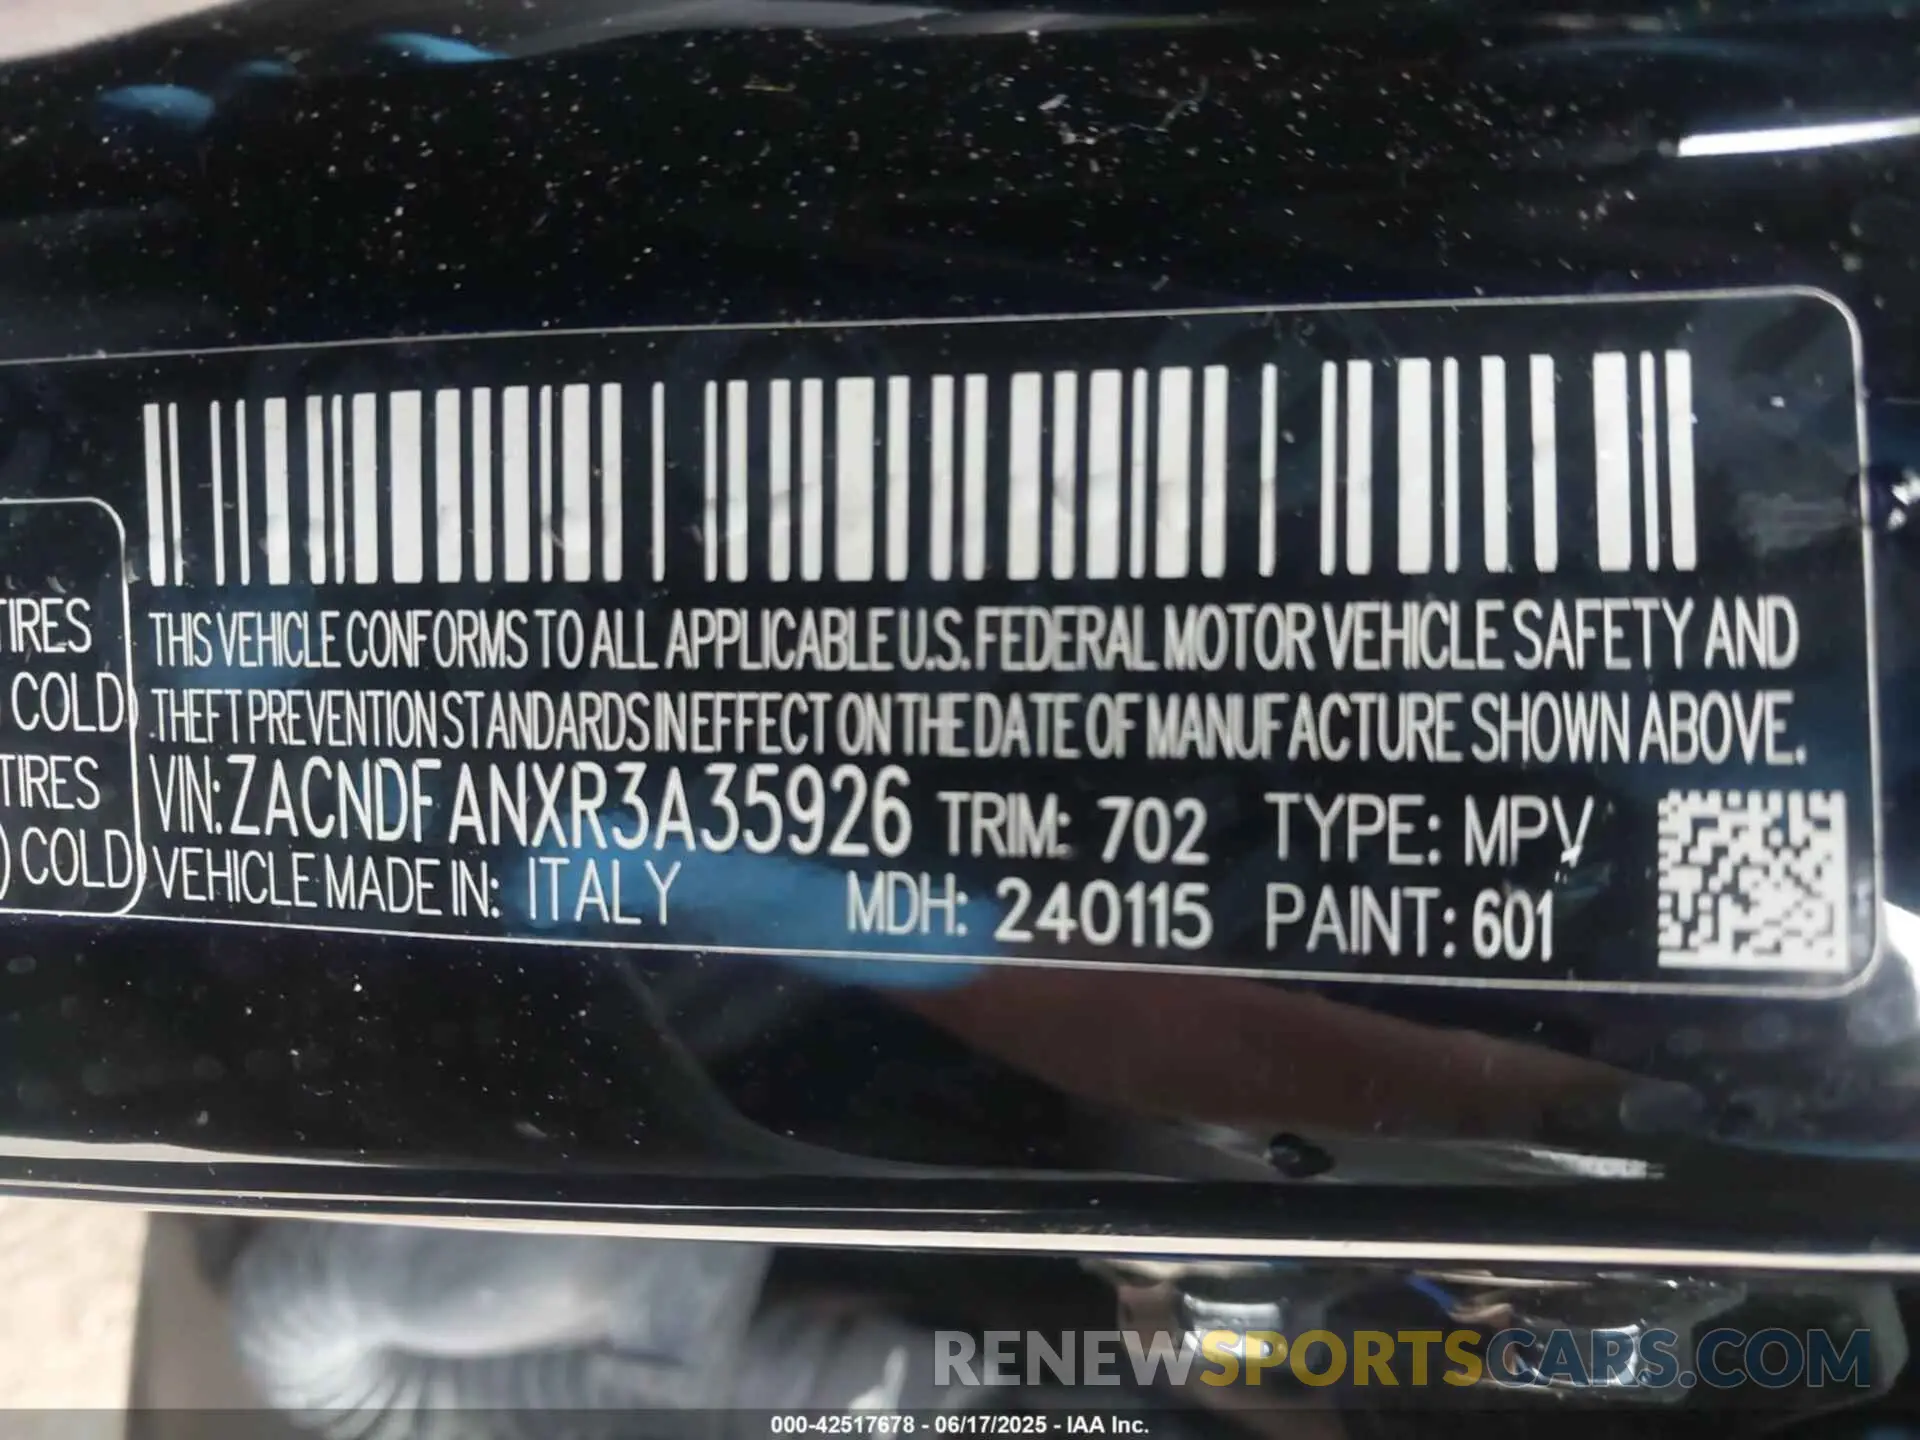 TIRES
COLD
TIRES
) COLD
THIS VEHICLE CONFORMS TO ALL APPLICABLE U.S. FEDERAL MOTOR VEHICLE SAFETY AND
THEFT PREVENTION STANDARDS IN EFFECT ON THE DATE OF MANUFACTURE SHOWN ABOVE.
VIN: ZACNDFANXR3A35926 TRIM: 702 TYPE: MPV
VEHICLE MADE IN: ITALY MDH: 240115 PAINT: 601
RENEWSPORTSCARS.COM
000-42517678 - 06/17/2025 - IAA Inc.